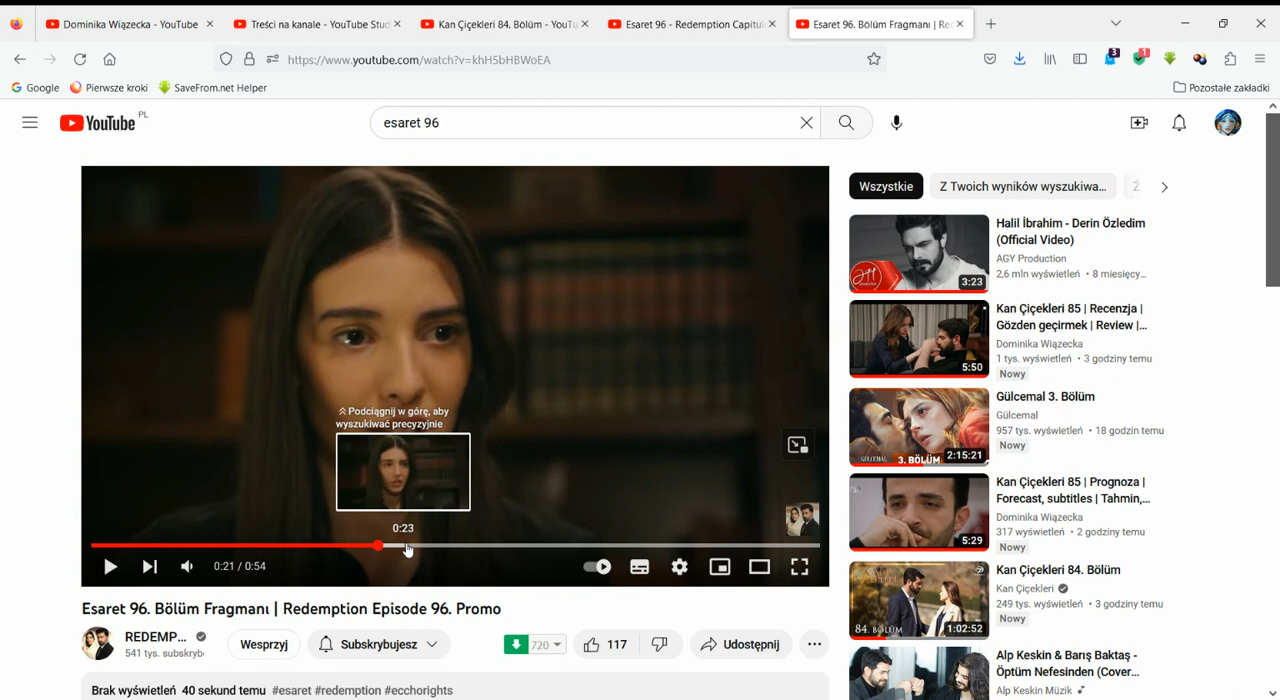 Dominika Wiązecka - YouTube
Treści na kanale - YouTube Stud
Kan Çiçekleri 84. Bölüm - YouTu
Esaret 96 - Redemption Capitul
Esaret 96. Bölüm Fragmanı | Re
https://www.youtube.com/watch?v=khH5bHBWoEA
3
1
Google
Pierwsze kroki
SaveFrom.net Helper
Pozostałe zakładki
YouTube PL
esaret 96
Wszystkie
Z Twoich wyników wyszukiwa...
Halil İbrahim - Derin Özledim
(Official Video)
AGY Production
2,6 mln wyświetleń • 8 miesięcy...
3:23
Kan Çiçekleri 85 | Recenzja |
Gözden geçirmek | Review |...
Dominika Wiązecka
1 tys. wyświetleń • 3 godziny temu
Nowy
5:50
Gülcemal 3. Bölüm
Gülcemal
957 tys. wyświetleń • 18 godzin temu
Nowy
GÜLCEMAL 3. BÖLÜM
2:15:21
Kan Çiçekleri 85 | Prognoza |
Forecast, subtitles | Tahmin,...
Dominika Wiązecka
317 wyświetleń • 2 godziny temu
Nowy
5:29
Kan Çiçekleri 84. Bölüm
Kan Çiçekleri
249 tys. wyświetleń • 3 godziny temu
Nowy
84. BÖLÜM
1:02:52
Alp Keskin & Barış Baktaş -
Öptüm Nefesinden (Cover...
Alp Keskin Müzik
Podciągnij w górę, aby
wyszukiwać precyzyjnie
0:23
0:21 / 0:54
Esaret 96. Bölüm Fragmanı | Redemption Episode 96. Promo
REDEMP...
541 tys. subskryb
Wesprzyj
Subskrybujesz
720
117
Udostępnij
Brak wyświetleń 40 sekund temu #esaret #redemption #ecchorights